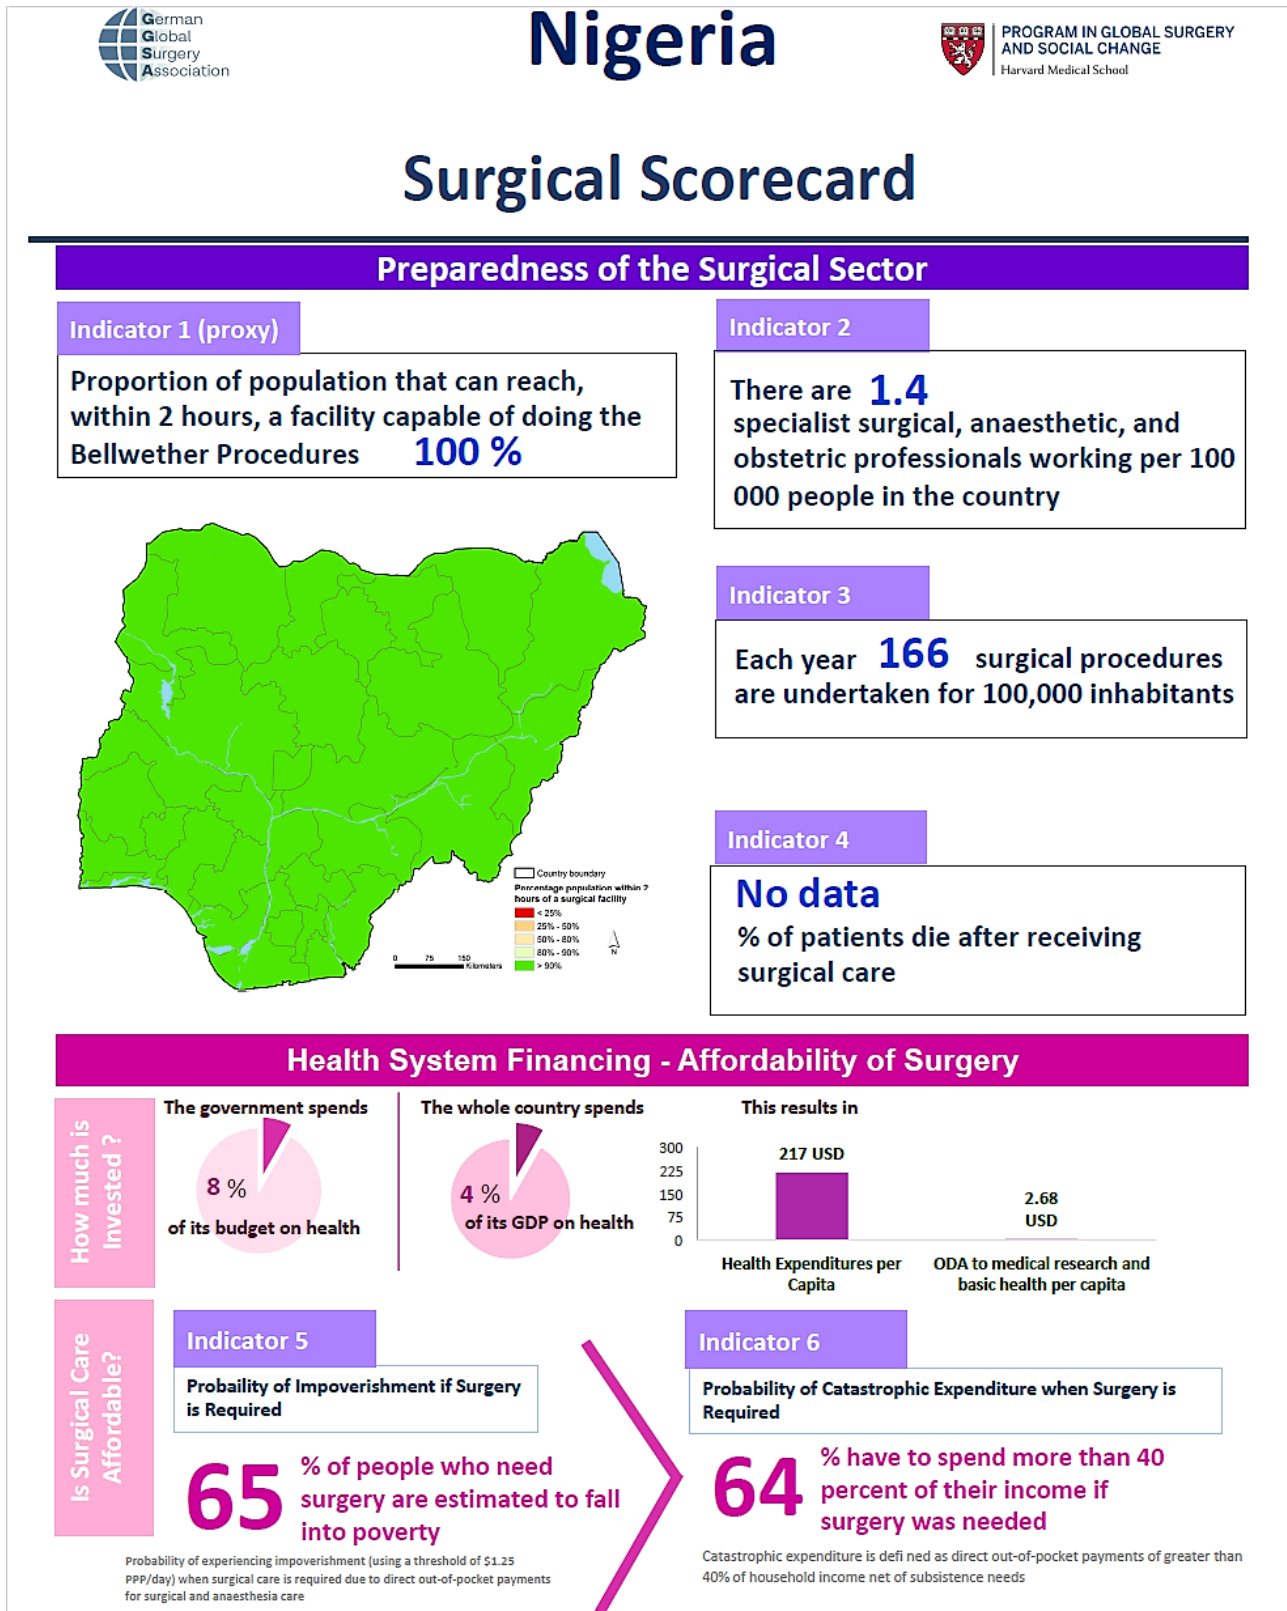 German
Global
Surgery
Association
Nigeria
PROGRAM IN GLOBAL SURGERY
AND SOCIAL CHANGE
Harvard Medical School
Surgical Scorecard
Preparedness of the Surgical Sector
Indicator 1 (proxy)
Proportion of population that can reach,
within 2 hours, a facility capable of doing the
Bellwether Procedures 100 %
Indicator 2
There are 1.4
specialist surgical, anaesthetic, and
obstetric professionals working per 100
000 people in the country
Indicator 3
Each year 166 surgical procedures
are undertaken for 100,000 inhabitants
Indicator 4
No data
% of patients die after receiving
surgical care
Country boundary
Percentage population within 2
hours of a surgical facility
< 25%
25% - 50%
50% - 80%
80% - 90%
> 90%
0 75 150
Kilometers
N
Health System Financing - Affordability of Surgery
How much is
Invested ?
The government spends
8 %
of its budget on health
The whole country spends
4 %
of its GDP on health
This results in
300
225
150
75
0
217 USD
2.68
USD
Health Expenditures per
Capita
ODA to medical research and
basic health per capita
Is Surgical Care
Affordable?
Indicator 5
Probaility of Impoverishment if Surgery
is Required
65 % of people who need
surgery are estimated to fall
into poverty
Probability of experiencing impoverishment (using a threshold of $1.25
PPP/day) when surgical care is required due to direct out-of-pocket payments
for surgical and anaesthesia care
Indicator 6
Probability of Catastrophic Expenditure when Surgery is
Required
64 % have to spend more than 40
percent of their income if
surgery was needed
Catastrophic expenditure is defi ned as direct out-of-pocket payments of greater than
40% of household income net of subsistence needs